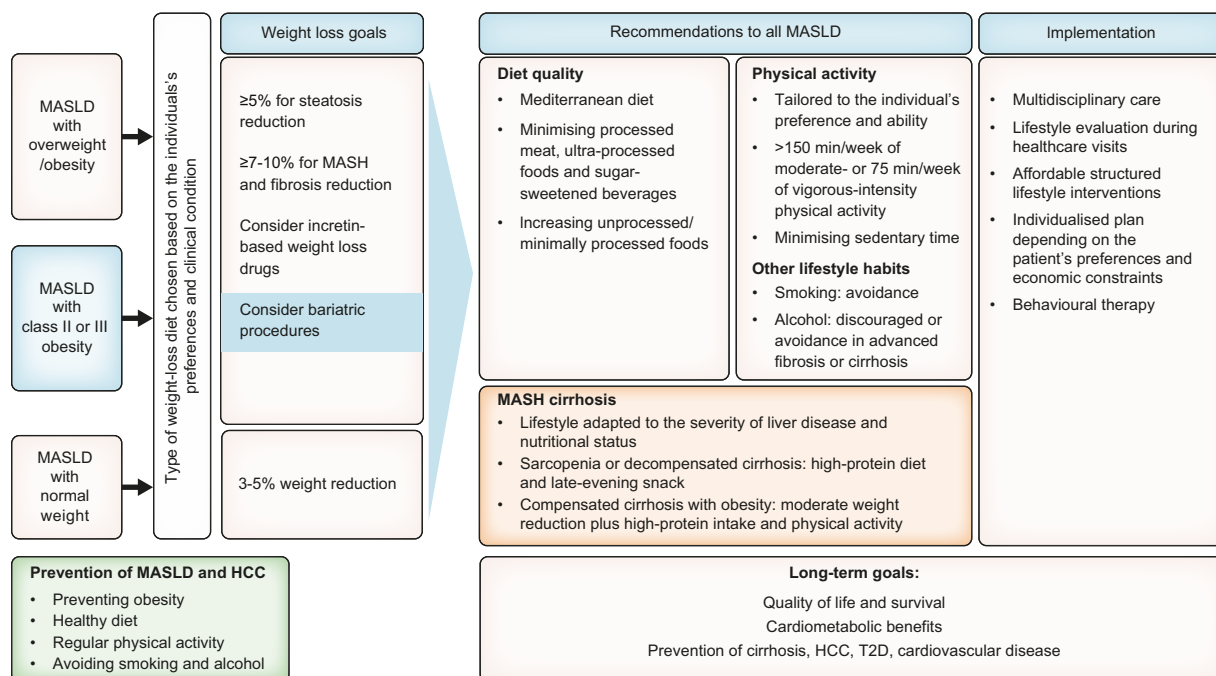 Weight loss goals
Recommendations to all MASLD
Implementation
MASLD
with
overweight
/obesity
MASLD
with
class II or III
obesity
MASLD
with
normal
weight
Type of weight-loss diet chosen based on the individuals's
preferences and clinical condition
≥5% for steatosis
reduction
≥7-10% for MASH
and fibrosis reduction
Consider incretin-
based weight loss
drugs
Consider bariatric
procedures
3-5% weight reduction
Diet quality
• Mediterranean diet
• Minimising processed
meat, ultra-processed
foods and sugar-
sweetened beverages
• Increasing unprocessed/
minimally processed foods
Physical activity
• Tailored to the individual's
preference and ability
• >150 min/week of
moderate- or 75 min/week
of vigorous-intensity
physical activity
• Minimising sedentary time
Other lifestyle habits
• Smoking: avoidance
• Alcohol: discouraged or
avoidance in advanced
fibrosis or cirrhosis
MASH cirrhosis
• Lifestyle adapted to the severity of liver disease and
nutritional status
• Sarcopenia or decompensated cirrhosis: high-protein diet
and late-evening snack
• Compensated cirrhosis with obesity: moderate weight
reduction plus high-protein intake and physical activity
• Multidisciplinary care
• Lifestyle evaluation during
healthcare visits
• Affordable structured
lifestyle interventions
• Individualised plan
depending on the
patient's preferences and
economic constraints
• Behavioural therapy
Prevention of MASLD and HCC
• Preventing obesity
• Healthy diet
• Regular physical activity
• Avoiding smoking and alcohol
Long-term goals:
Quality of life and survival
Cardiometabolic benefits
Prevention of cirrhosis, HCC, T2D, cardiovascular disease